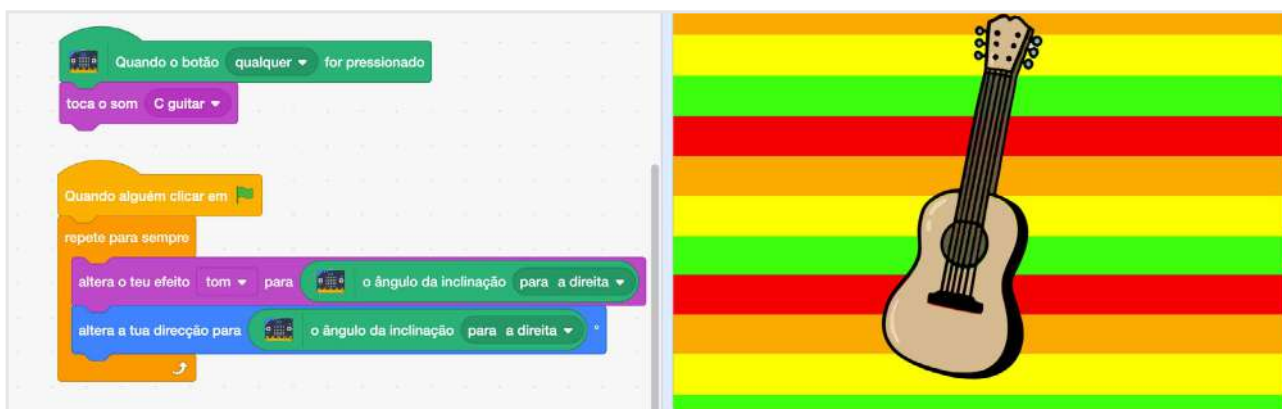 Quando o botão qualquer for pressionado
toca o som C guitar
Quando alguém clicar em
repete para sempre
altera o teu efeito tom para o ângulo da inclinação para a direita
altera a tua direcção para o ângulo da inclinação para a direita °